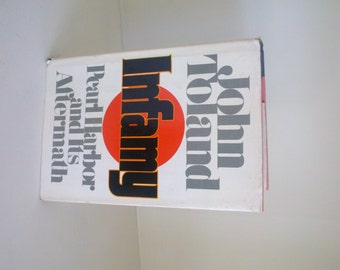 John
Toland
Infamy
Pearl Harbor
and Its
Aftermath